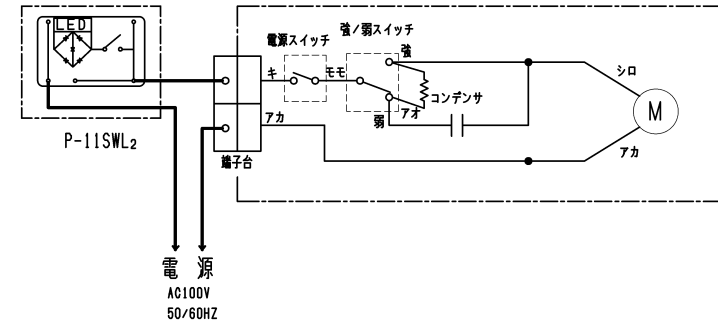 LED
P-11SWL2
電源スイッチ
強/弱スイッチ
強
キ
モモ
コンデンサ
アオ
弱
アカ
端子台
シロ
M
アカ
電 源
AC100V
50/60HZ